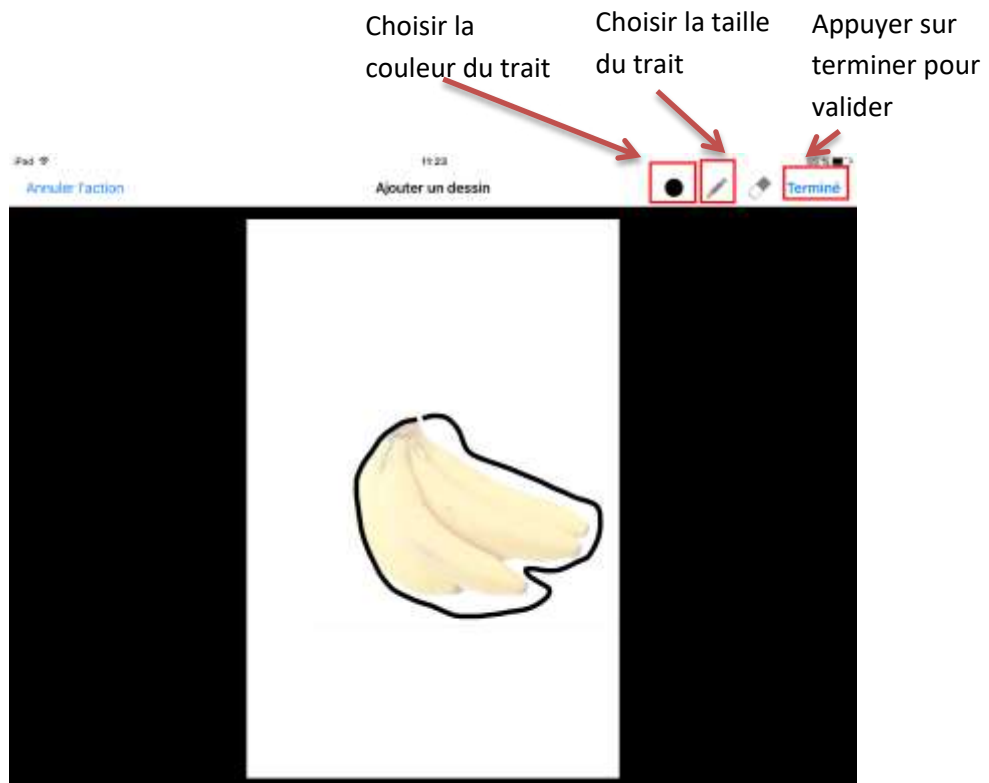 Choisir la
couleur du trait
Choisir la taille
du trait
Appuyer sur
terminer pour
valider
iPad
11:23
Annuler l'action
Ajouter un dessin
Terminé